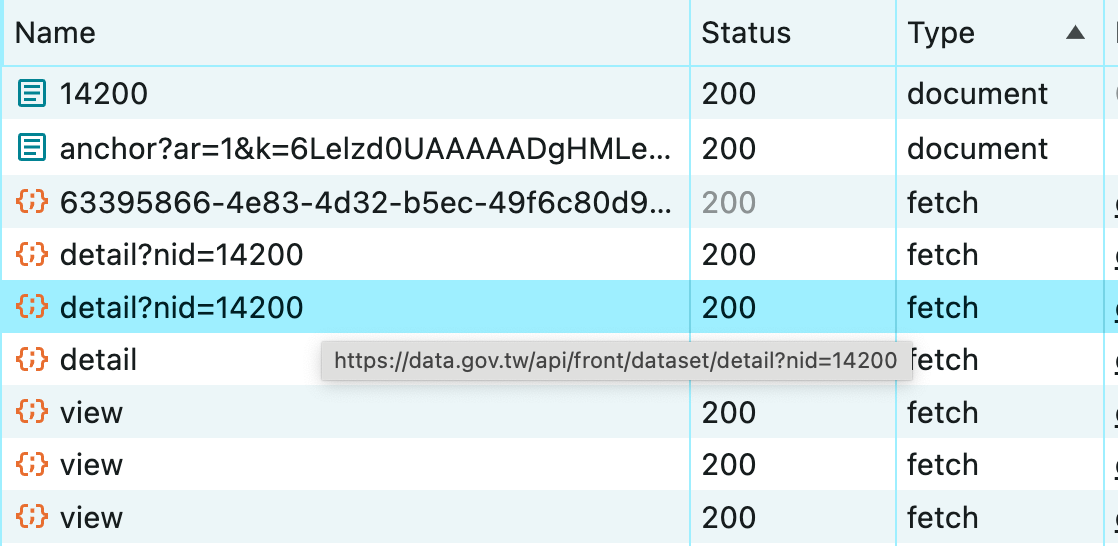 Name Status Type ▲
14200 200 document
anchor?ar=1&k=6Lelzd0UAAAAADgHMLe... 200 document
63395866-4e83-4d32-b5ec-49f6c80d9... 200 fetch
detail?nid=14200 200 fetch
detail?nid=14200 200 fetch
detail fetch
https://data.gov.tw/api/front/dataset/detail?nid=14200
view 200 fetch
view 200 fetch
view 200 fetch